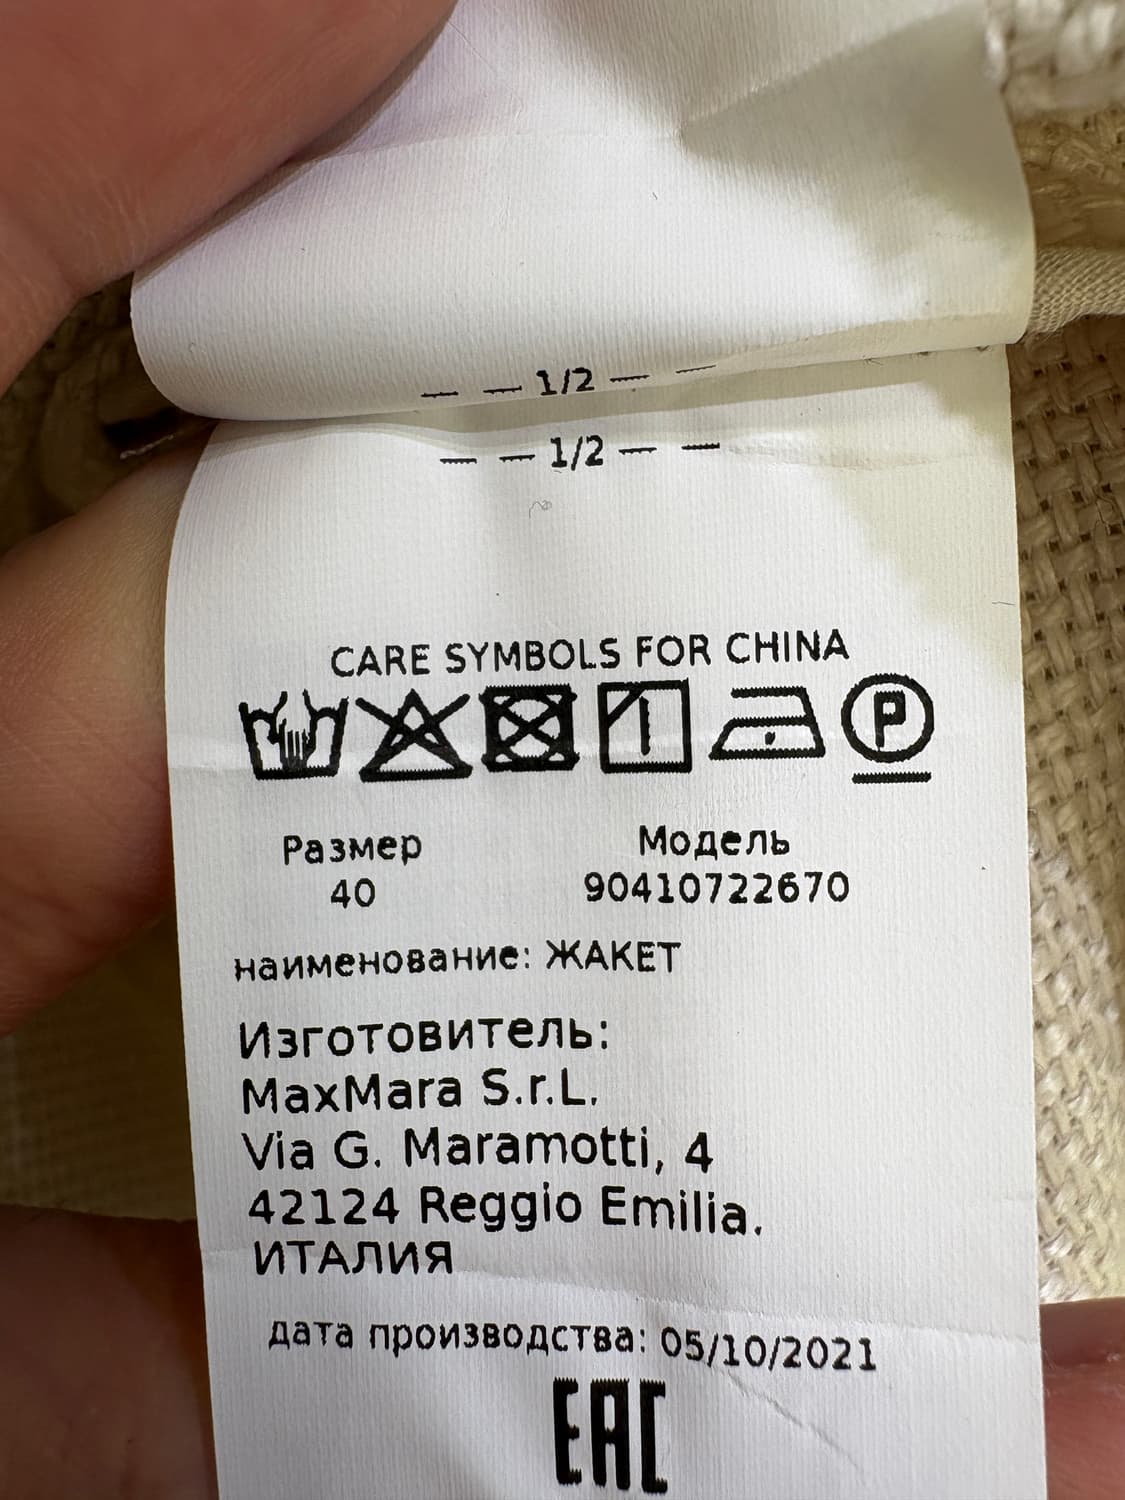 — — 1/2 — —
— — 1/2 — —
CARE SYMBOLS FOR CHINA
P
Размер Модель
40 90410722670
наименование: ЖАКЕТ
Изготовитель:
MaxMara S.r.L.
Via G. Maramotti, 4
42124 Reggio Emilia.
ИТАЛИЯ
дата производства: 05/10/2021
EAC